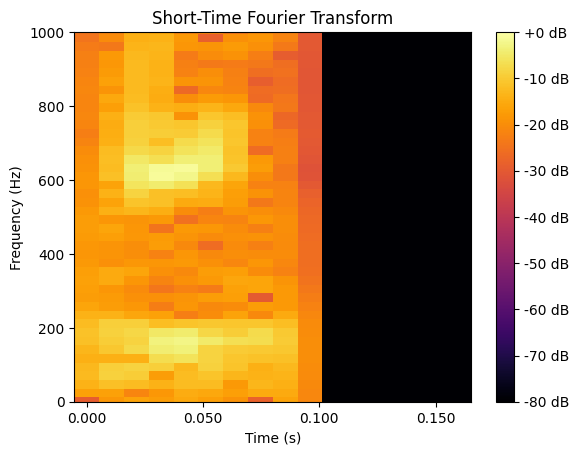 Short-Time Fourier Transform
Frequency (Hz)
1000
800
600
400
200
0
0.000
0.050
0.100
0.150
Time (s)
+0 dB
-10 dB
-20 dB
-30 dB
-40 dB
-50 dB
-60 dB
-70 dB
-80 dB